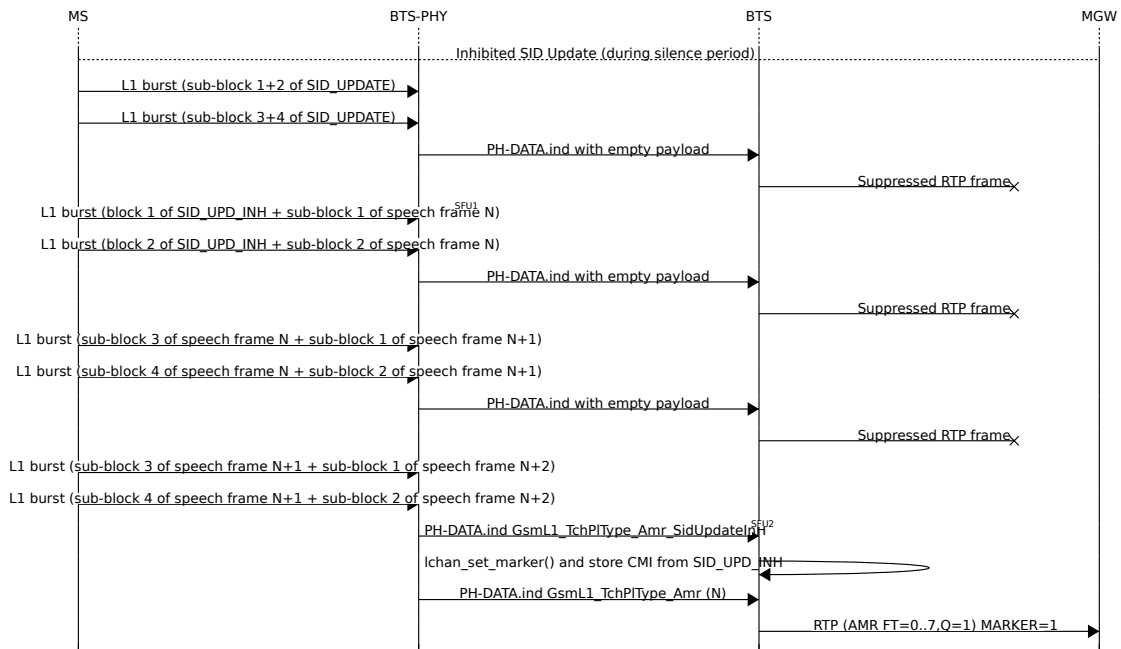 MS BTS-PHY BTS MGW
Inhibited SID Update (during silence period)
L1 burst (sub-block 1+2 of SID_UPDATE)
L1 burst (sub-block 3+4 of SID_UPDATE)
PH-DATA.ind with empty payload
Suppressed RTP frame
SFU1
L1 burst (block 1 of SID_UPD_INH + sub-block 1 of speech frame N)
L1 burst (block 2 of SID_UPD_INH + sub-block 2 of speech frame N)
PH-DATA.ind with empty payload
Suppressed RTP frame
L1 burst (sub-block 3 of speech frame N + sub-block 1 of speech frame N+1)
L1 burst (sub-block 4 of speech frame N + sub-block 2 of speech frame N+1)
PH-DATA.ind with empty payload
Suppressed RTP frame
L1 burst (sub-block 3 of speech frame N+1 + sub-block 1 of speech frame N+2)
L1 burst (sub-block 4 of speech frame N+1 + sub-block 2 of speech frame N+2)
SFU2
PH-DATA.ind GsmL1_TchPlType_Amr_SidUpdateInH
lchan_set_marker() and store CMI from SID_UPD_INH
PH-DATA.ind GsmL1_TchPlType_Amr (N)
RTP (AMR FT=0..7,Q=1) MARKER=1